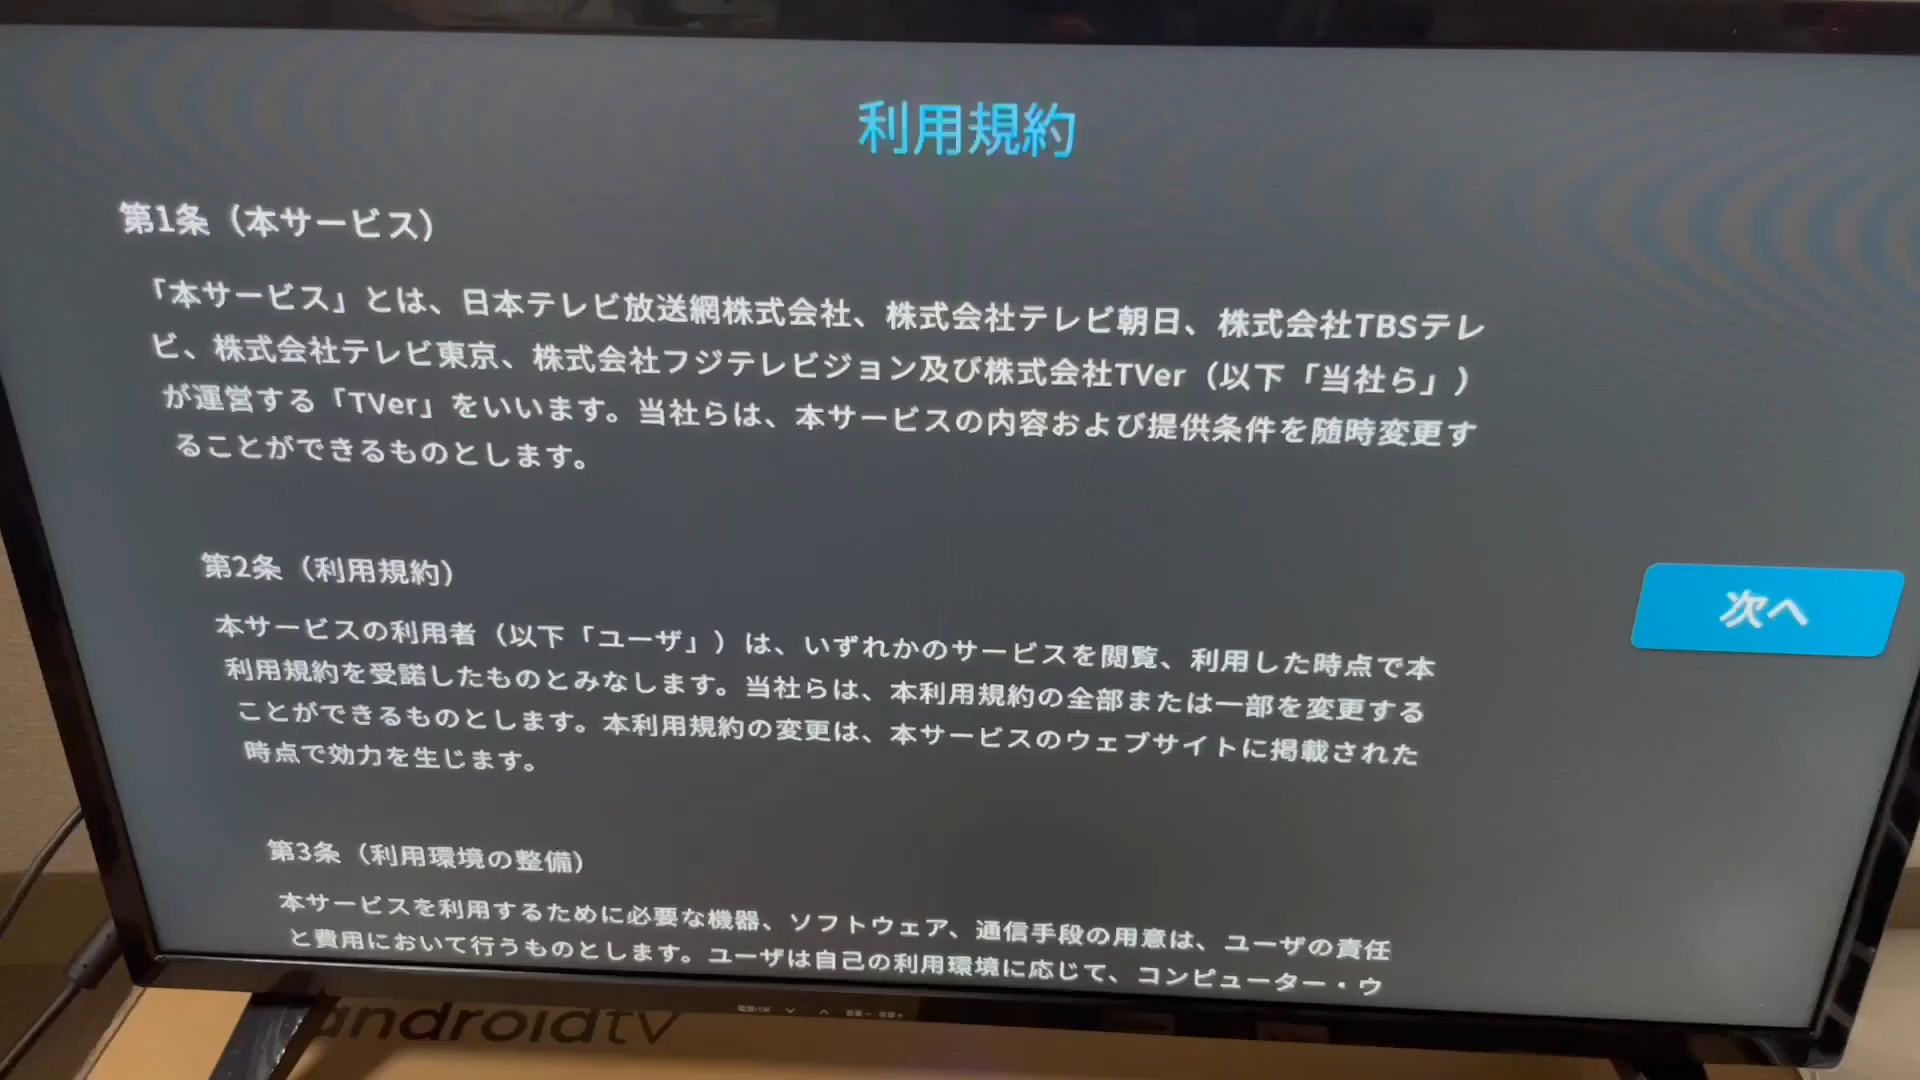 利用規約
第1条（本サービス）
「本サービス」とは、日本テレビ放送網株式会社、株式会社テレビ朝日、株式会社TBSテレ
ビ、株式会社テレビ東京、株式会社フジテレビジョン及び株式会社TVer（以下「当社ら」）
が運営する「TVer」をいいます。当社らは、本サービスの内容および提供条件を随時変更す
ることができるものとします。
第2条（利用規約）
本サービスの利用者（以下「ユーザ」）は、いずれかのサービスを閲覧、利用した時点で本
利用規約を受諾したものとみなします。当社らは、本利用規約の全部または一部を変更する
ことができるものとします。本利用規約の変更は、本サービスのウェブサイトに掲載された
時点で効力を生じます。
次へ
第3条（利用環境の整備）
本サービスを利用するために必要な機器、ソフトウェア、通信手段の用意は、ユーザの責任
と費用において行うものとします。ユーザは自己の利用環境に応じて、コンピューター・ウ
androidtv